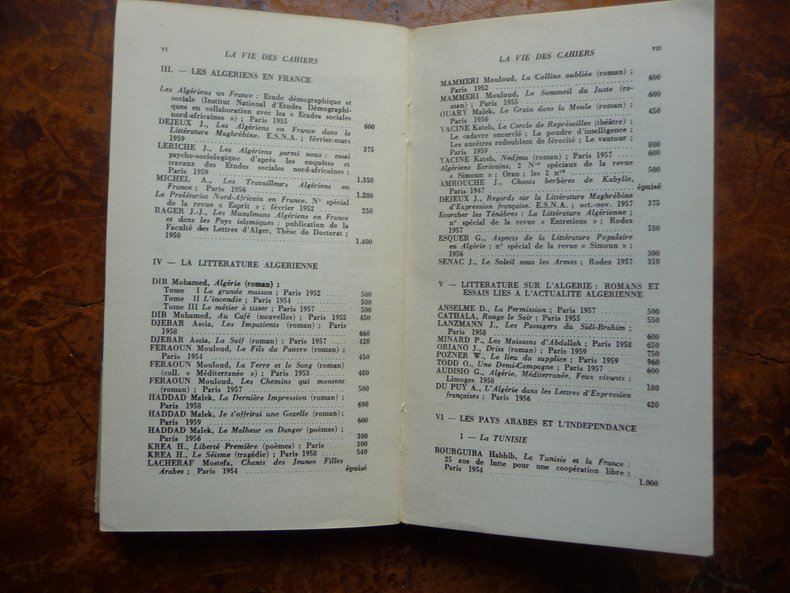 VI
LA VIE DES CAHIERS
III. — LES ALGERIENS EN FRANCE
Les Algériens en France : Etude démographique et
sociale (Institut National d'Etudes Démographi-
ques en collaboration avec les « Etudes sociales
nord-africaines ») ; Paris 1955 600
DEJEUX J., Les Algériens en France dans la
Littérature Maghrébine. E.S.N.A. ; février-mars
1959 375
LERICHE J., Les Algériens parmi nous : essai
psycho-sociologique d'après les enquêtes et
travaux des Etudes sociales nord-africaines ;
Paris 1959 1.350
MICHEL A., Les Travailleurs Algériens en
France ; Paris 1956 1.200
Le Prolétariat Nord-Africain en France. N° spécial
de la revue « Esprit » ; février 1952 250
RAGER J.-J., Les Musulmans Algériens en France
et dans les Pays islamiques : publication de la
Faculté des Lettres d'Alger, Thèse de Doctorat ;
1950 1.400
IV — LA LITTERATURE ALGERIENNE
DIB Mohamed, Algérie (roman) :
Tome I La grande maison ; Paris 1952 500
Tome II L'incendie ; Paris 1954 500
Tome III Le métier à tisser ; Paris 1957 500
DIB Mohamed, Au Café (nouvelles) ; Paris 1955 450
DJEBAR Assia, Les Impatients (roman) ; Paris
1958 660
DJEBAR Assia, La Soif (roman) ; Paris 1957 420
FERAOUN Mouloud, Le Fils du Pauvre (roman) ;
Paris 1954 450
FERAOUN Mouloud, La Terre et le Sang (roman)
(coll. « Méditerranée ») ; Paris 1953 480
FERAOUN Mouloud, Les Chemins qui montent
(roman) ; Paris 1957 500
HADDAD Malek, La Dernière Impression (roman) ;
Paris 1958 690
HADDAD Malek, Je t'offrirai une Gazelle (roman) ;
Paris 1959 600
HADDAD Malek, Le Malheur en Danger (poèmes) ;
Paris 1956 300
KREA H., Liberté Première (poèmes) ; Paris 300
KREA H., Le Séisme (tragédie) ; Paris 1958 540
LACHERAF Mostefa, Chants des Jeunes Filles
Arabes ; Paris 1954 épuisé
LA VIE DES CAHIERS
VII
MAMMERI Mouloud, La Colline oubliée (roman) ;
Paris 1952 600
MAMMERI Mouloud, Le Sommeil du Juste (ro-
man) ; Paris 1955 600
OUARY Malek, Le Grain dans la Meule (roman) ;
Paris 1956 450
YACINE Kateb, Le Cercle de Représailles (théâtre) ;
Le cadavre encerclé ; La poudre d'intelligence ;
Les ancêtres redoublent de férocité ; Le vautour ;
Paris 1959 800
YACINE Kateb, Nedjma (roman) ; Paris 1957 600
Algériens Ecrivains, 2 Nos spéciaux de la revue
« Simoun » ; Oran ; les 2 nos 500
AMROUCHE J., Chants berbères de Kabylie,
Paris 1947 épuisé
DEJEUX J., Regards sur la Littérature Maghrébine
d'Expression française. E.S.N.A. ; oct.-nov. 1957 375
Ecorcher les Ténèbres : La Littérature Algérienne ;
n° spécial de la revue « Entretiens » ; Rodez
1957 180
ESQUER G., Aspects de la Littérature Populaire
en Algérie ; n° spécial de la revue « Simoun » ;
1956 300
SENAC J., Le Soleil sous les Armes ; Rodez 1957 310
V — LITTERATURE SUR L'ALGERIE : ROMANS ET
ESSAIS LIES A L'ACTUALITE ALGERIENNE
ANSELME D., La Permission ; Paris 1957 500
CATHALA, Rouge le Soir ; Paris 1955 550
LANZMANN J., Les Passagers du Sidi-Brahim ;
Paris 1958 600
MINARD P., Les Moissons d'Abdallah ; Paris 1958 650
ORIANO J., Driss (roman) ; Paris 1959 750
POZNER W., Le lieu du supplice ; Paris 1959 960
TODD O., Une Demi-Campagne ; Paris 1957 600
AUDISIO G., Algérie, Méditerranée, Feux vivants ;
Limoges 1958 180
DU PUY A., L'Algérie dans les Lettres d'Expression
françaises ; Paris 1956 420
VI — LES PAYS ARABES ET L'INDEPENDANCE
1 — La TUNISIE
BOURGUIBA Habbib, La Tunisie et la France :
25 ans de lutte pour une coopération libre ;
Paris 1954 1.000